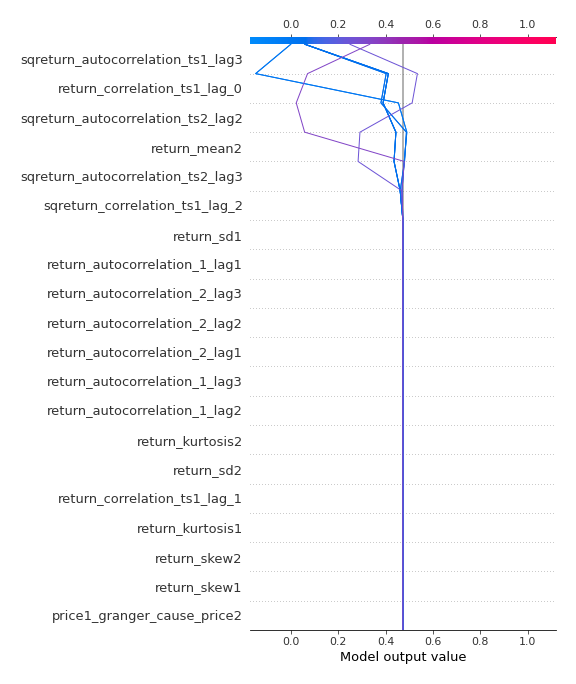 0.0 0.2 0.4 0.6 0.8 1.0
sqreturn_autocorrelation_ts1_lag3
return_correlation_ts1_lag_0
sqreturn_autocorrelation_ts2_lag2
return_mean2
sqreturn_autocorrelation_ts2_lag3
sqreturn_correlation_ts1_lag_2
return_sd1
return_autocorrelation_1_lag1
return_autocorrelation_2_lag3
return_autocorrelation_2_lag2
return_autocorrelation_2_lag1
return_autocorrelation_1_lag3
return_autocorrelation_1_lag2
return_kurtosis2
return_sd2
return_correlation_ts1_lag_1
return_kurtosis1
return_skew2
return_skew1
price1_granger_cause_price2
0.0 0.2 0.4 0.6 0.8 1.0
Model output value